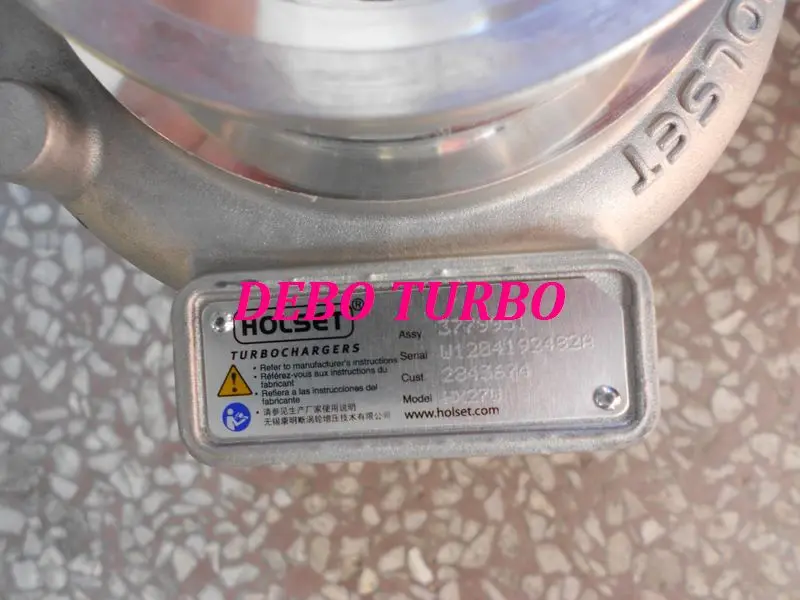 HOLSET
DEBO TURBO
HOLSET®
TURBOCHARGERS
• Refer to manufacturer's instructions
• Référez-vous aux instructions du
fabricant
• Refiera a las instrucciones del
fabricante
• 请参见生产厂家使用说明
无锡康明斯涡轮增压技术有限公司
Assy
Serial
Cust
Model
www.holset.com